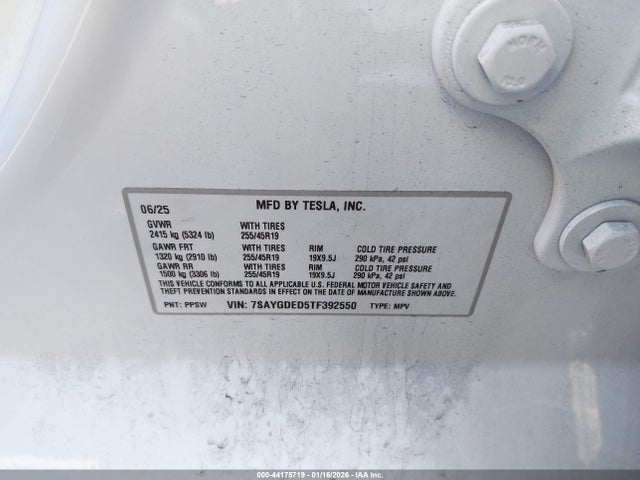 06/25 MFD BY TESLA, INC.
GVWR WITH TIRES
2415 kg (5324 lb) 255/45R19
GAWR FRT WITH TIRES RIM COLD TIRE PRESSURE
1320 kg (2910 lb) 255/45R19 19X9.5J 290 kPa, 42 psi
GAWR RR WITH TIRES RIM COLD TIRE PRESSURE
1500 kg (3306 lb) 255/45R19 19X9.5J 290 kPa, 42 psi
THIS VEHICLE CONFORMS TO ALL APPLICABLE U.S. FEDERAL MOTOR VEHICLE SAFETY AND
THEFT PREVENTION STANDARDS IN EFFECT ON THE DATE OF MANUFACTURE SHOWN ABOVE.
PNT: PPSW VIN: 7SAYGDED5TF392550 TYPE: MPV
000-44175719 - 01/16/2026 - IAA Inc.